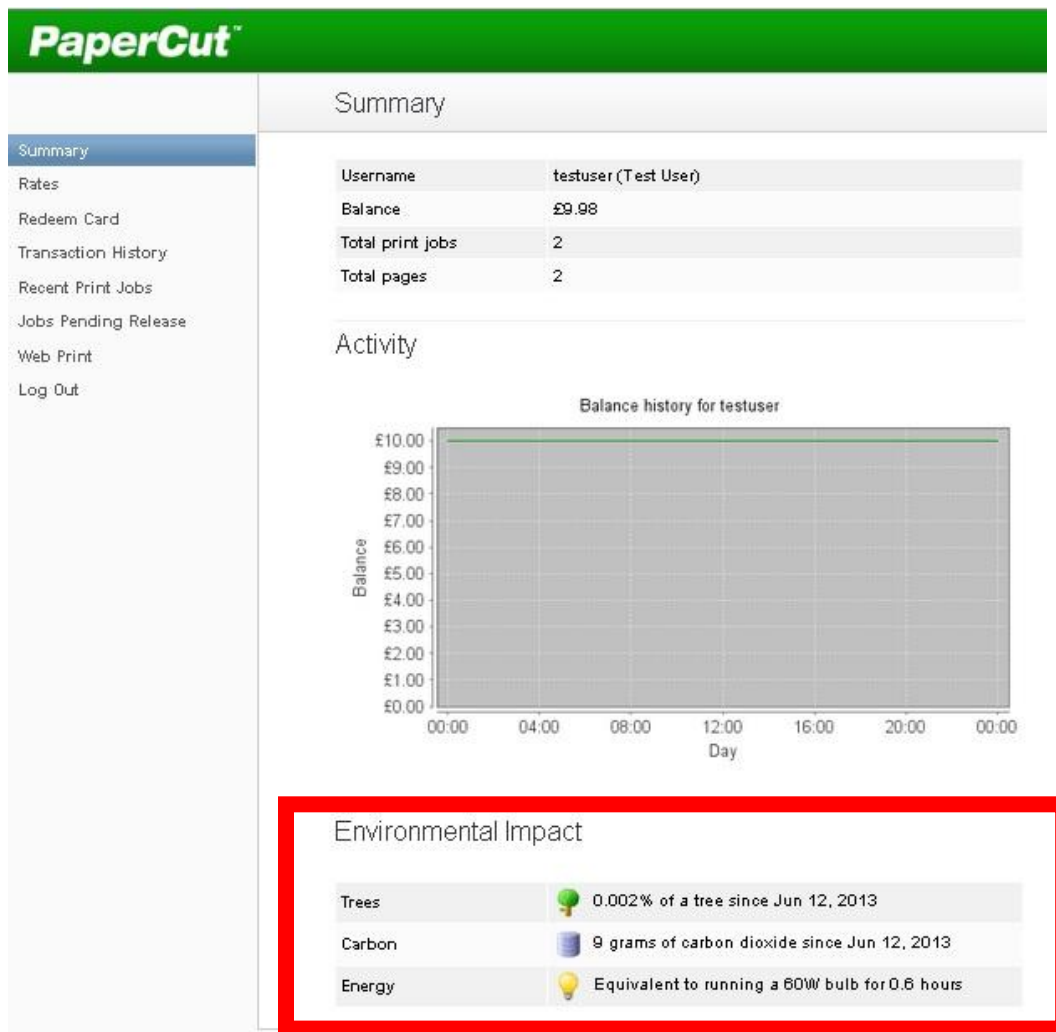 PaperCut™
Summary
Summary
Rates
Redeem Card
Transaction History
Recent Print Jobs
Jobs Pending Release
Web Print
Log Out
Username testuser (Test User)
Balance £9.98
Total print jobs 2
Total pages 2
Activity
Balance history for testuser
£10.00
£9.00
£8.00
£7.00
£6.00
£5.00
£4.00
£3.00
£2.00
£1.00
£0.00
Balance
00:00 04:00 08:00 12:00 16:00 20:00 00:00
Day
Environmental Impact
Trees 0.002% of a tree since Jun 12, 2013
Carbon 9 grams of carbon dioxide since Jun 12, 2013
Energy Equivalent to running a 60W bulb for 0.6 hours